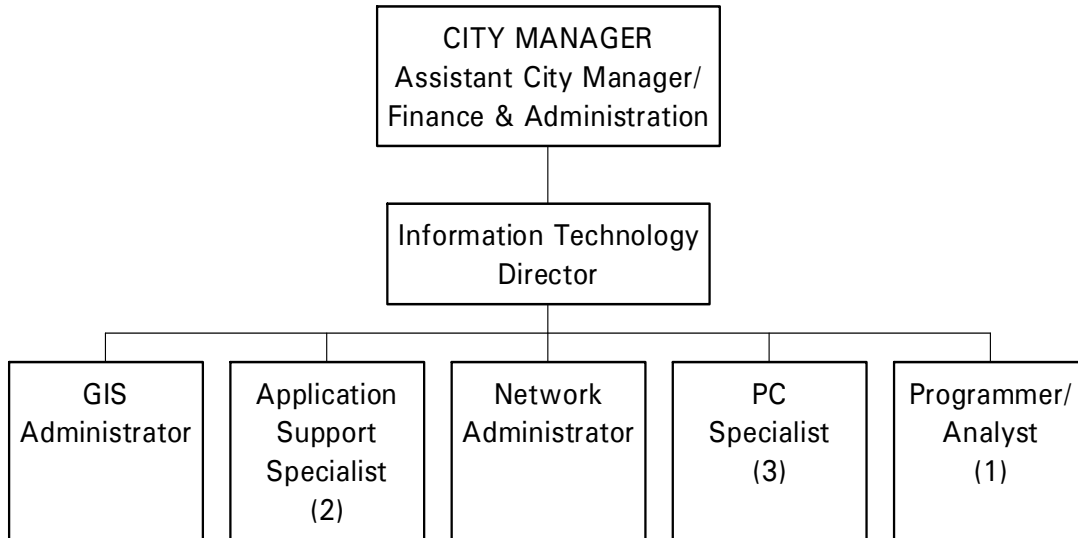 CITY MANAGER
Assistant City Manager/
Finance & Administration
Information Technology
Director
GIS
Administrator
Application
Support
Specialist
(2)
Network
Administrator
PC
Specialist
(3)
Programmer/
Analyst
(1)